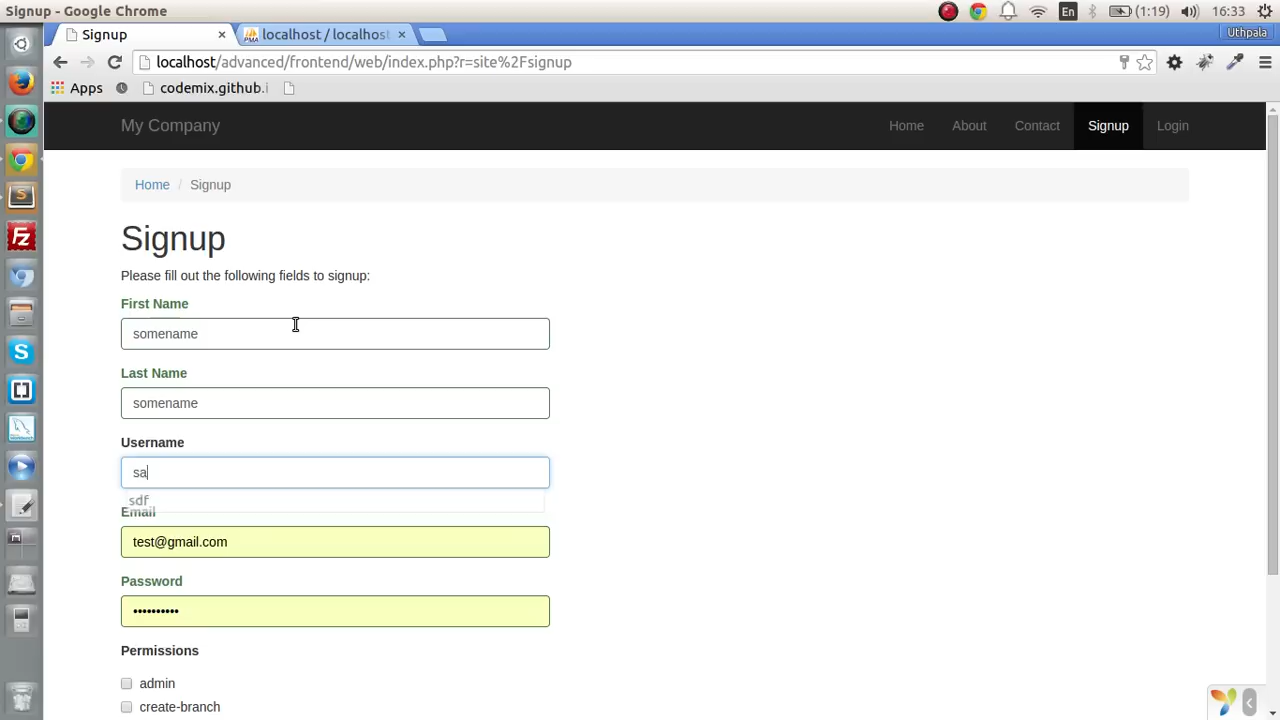 Signup - Google Chrome
En
(1:19)
16:33
Signup
localhost / localhost
Uthpala
localhost/advanced/frontend/web/index.php?r=site%2Fsignup
Apps
codemix.github.i
My Company
Home
About
Contact
Signup
Login
Home / Signup
Signup
Please fill out the following fields to signup:
First Name
somename
Last Name
somename
Username
sa
sdf
Email
test@gmail.com
Password
••••••••••
Permissions
admin
create-branch